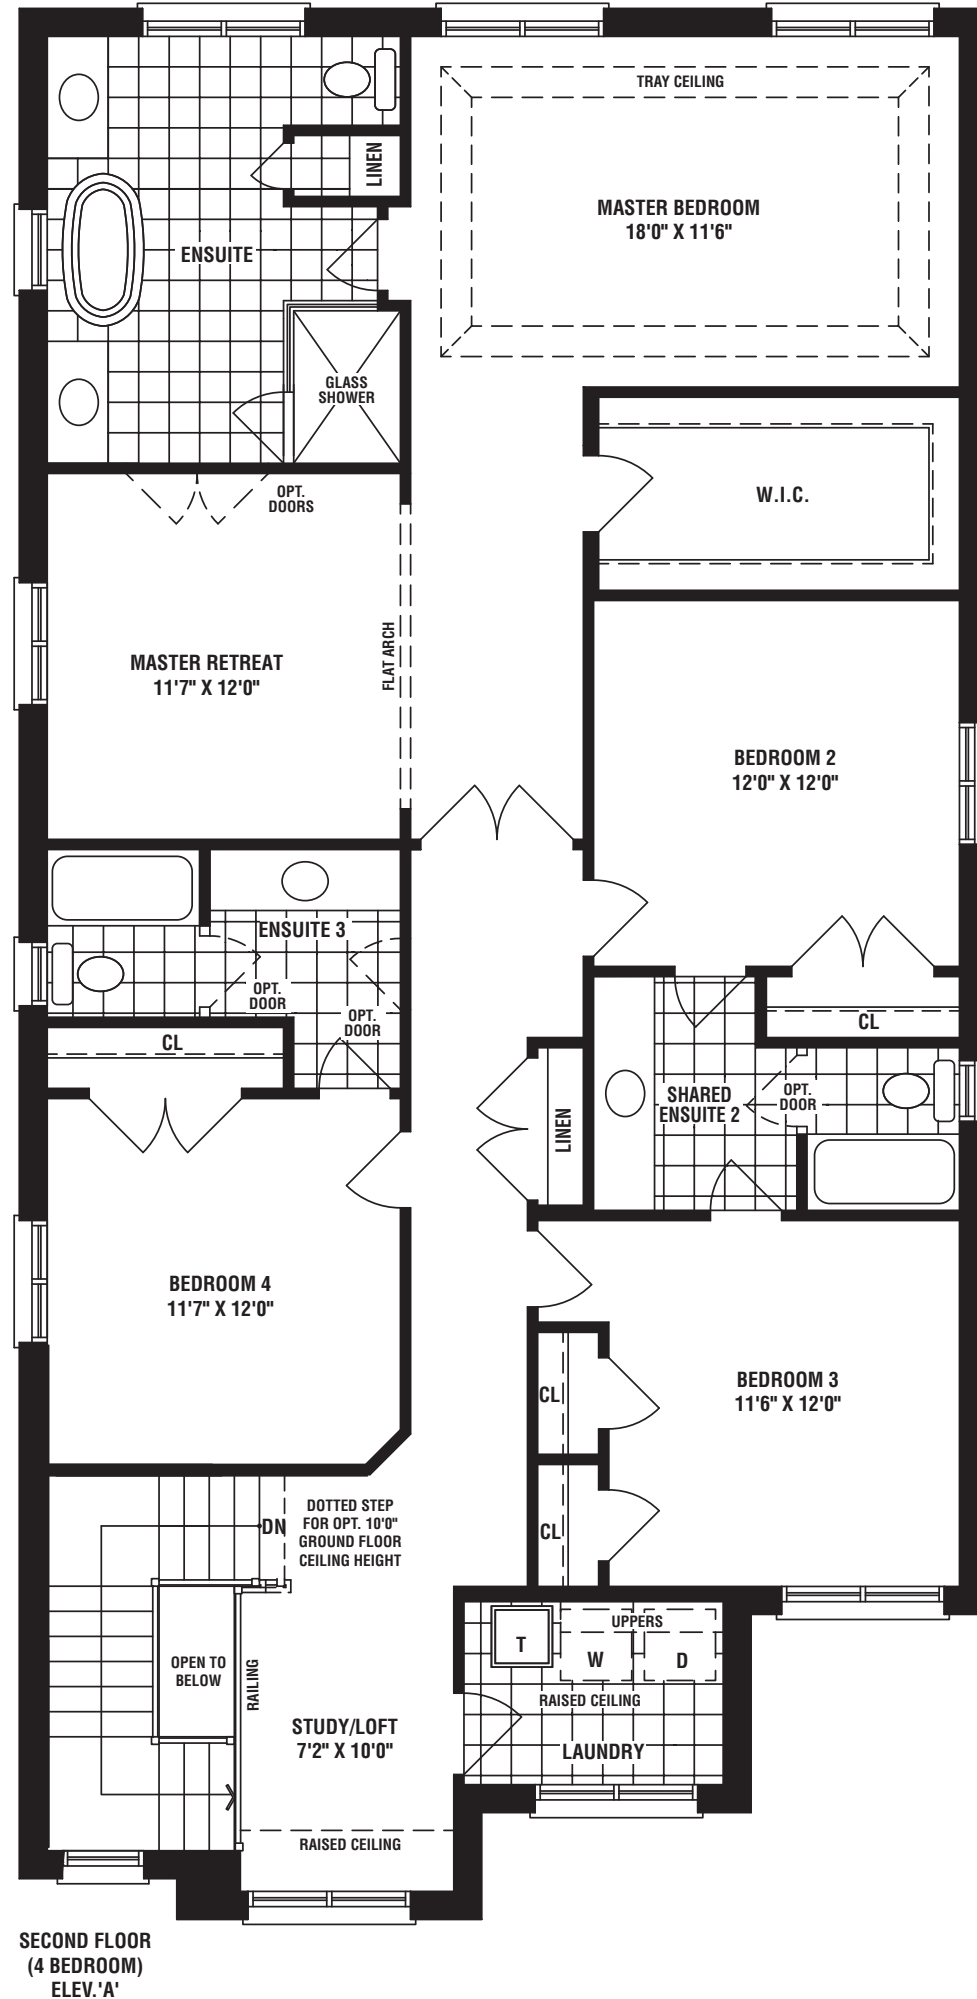 TRAY CEILING
LINEN
MASTER BEDROOM
18'0" X 11'6"
ENSUITE
GLASS
SHOWER
W.I.C.
OPT.
DOORS
FLAT ARCH
MASTER RETREAT
11'7" X 12'0"
BEDROOM 2
12'0" X 12'0"
ENSUITE 3
OPT.
DOOR
OPT.
DOOR
CL
CL
SHARED
ENSUITE 2
OPT.
DOOR
LINEN
BEDROOM 4
11'7" X 12'0"
BEDROOM 3
11'6" X 12'0"
CL
CL
DN
DOTTED STEP
FOR OPT. 10'0"
GROUND FLOOR
CEILING HEIGHT
OPEN TO
BELOW
RAILING
T
UPPERS
W
D
RAISED CEILING
LAUNDRY
STUDY/LOFT
7'2" X 10'0"
RAISED CEILING
SECOND FLOOR
(4 BEDROOM)
ELEV.'A'